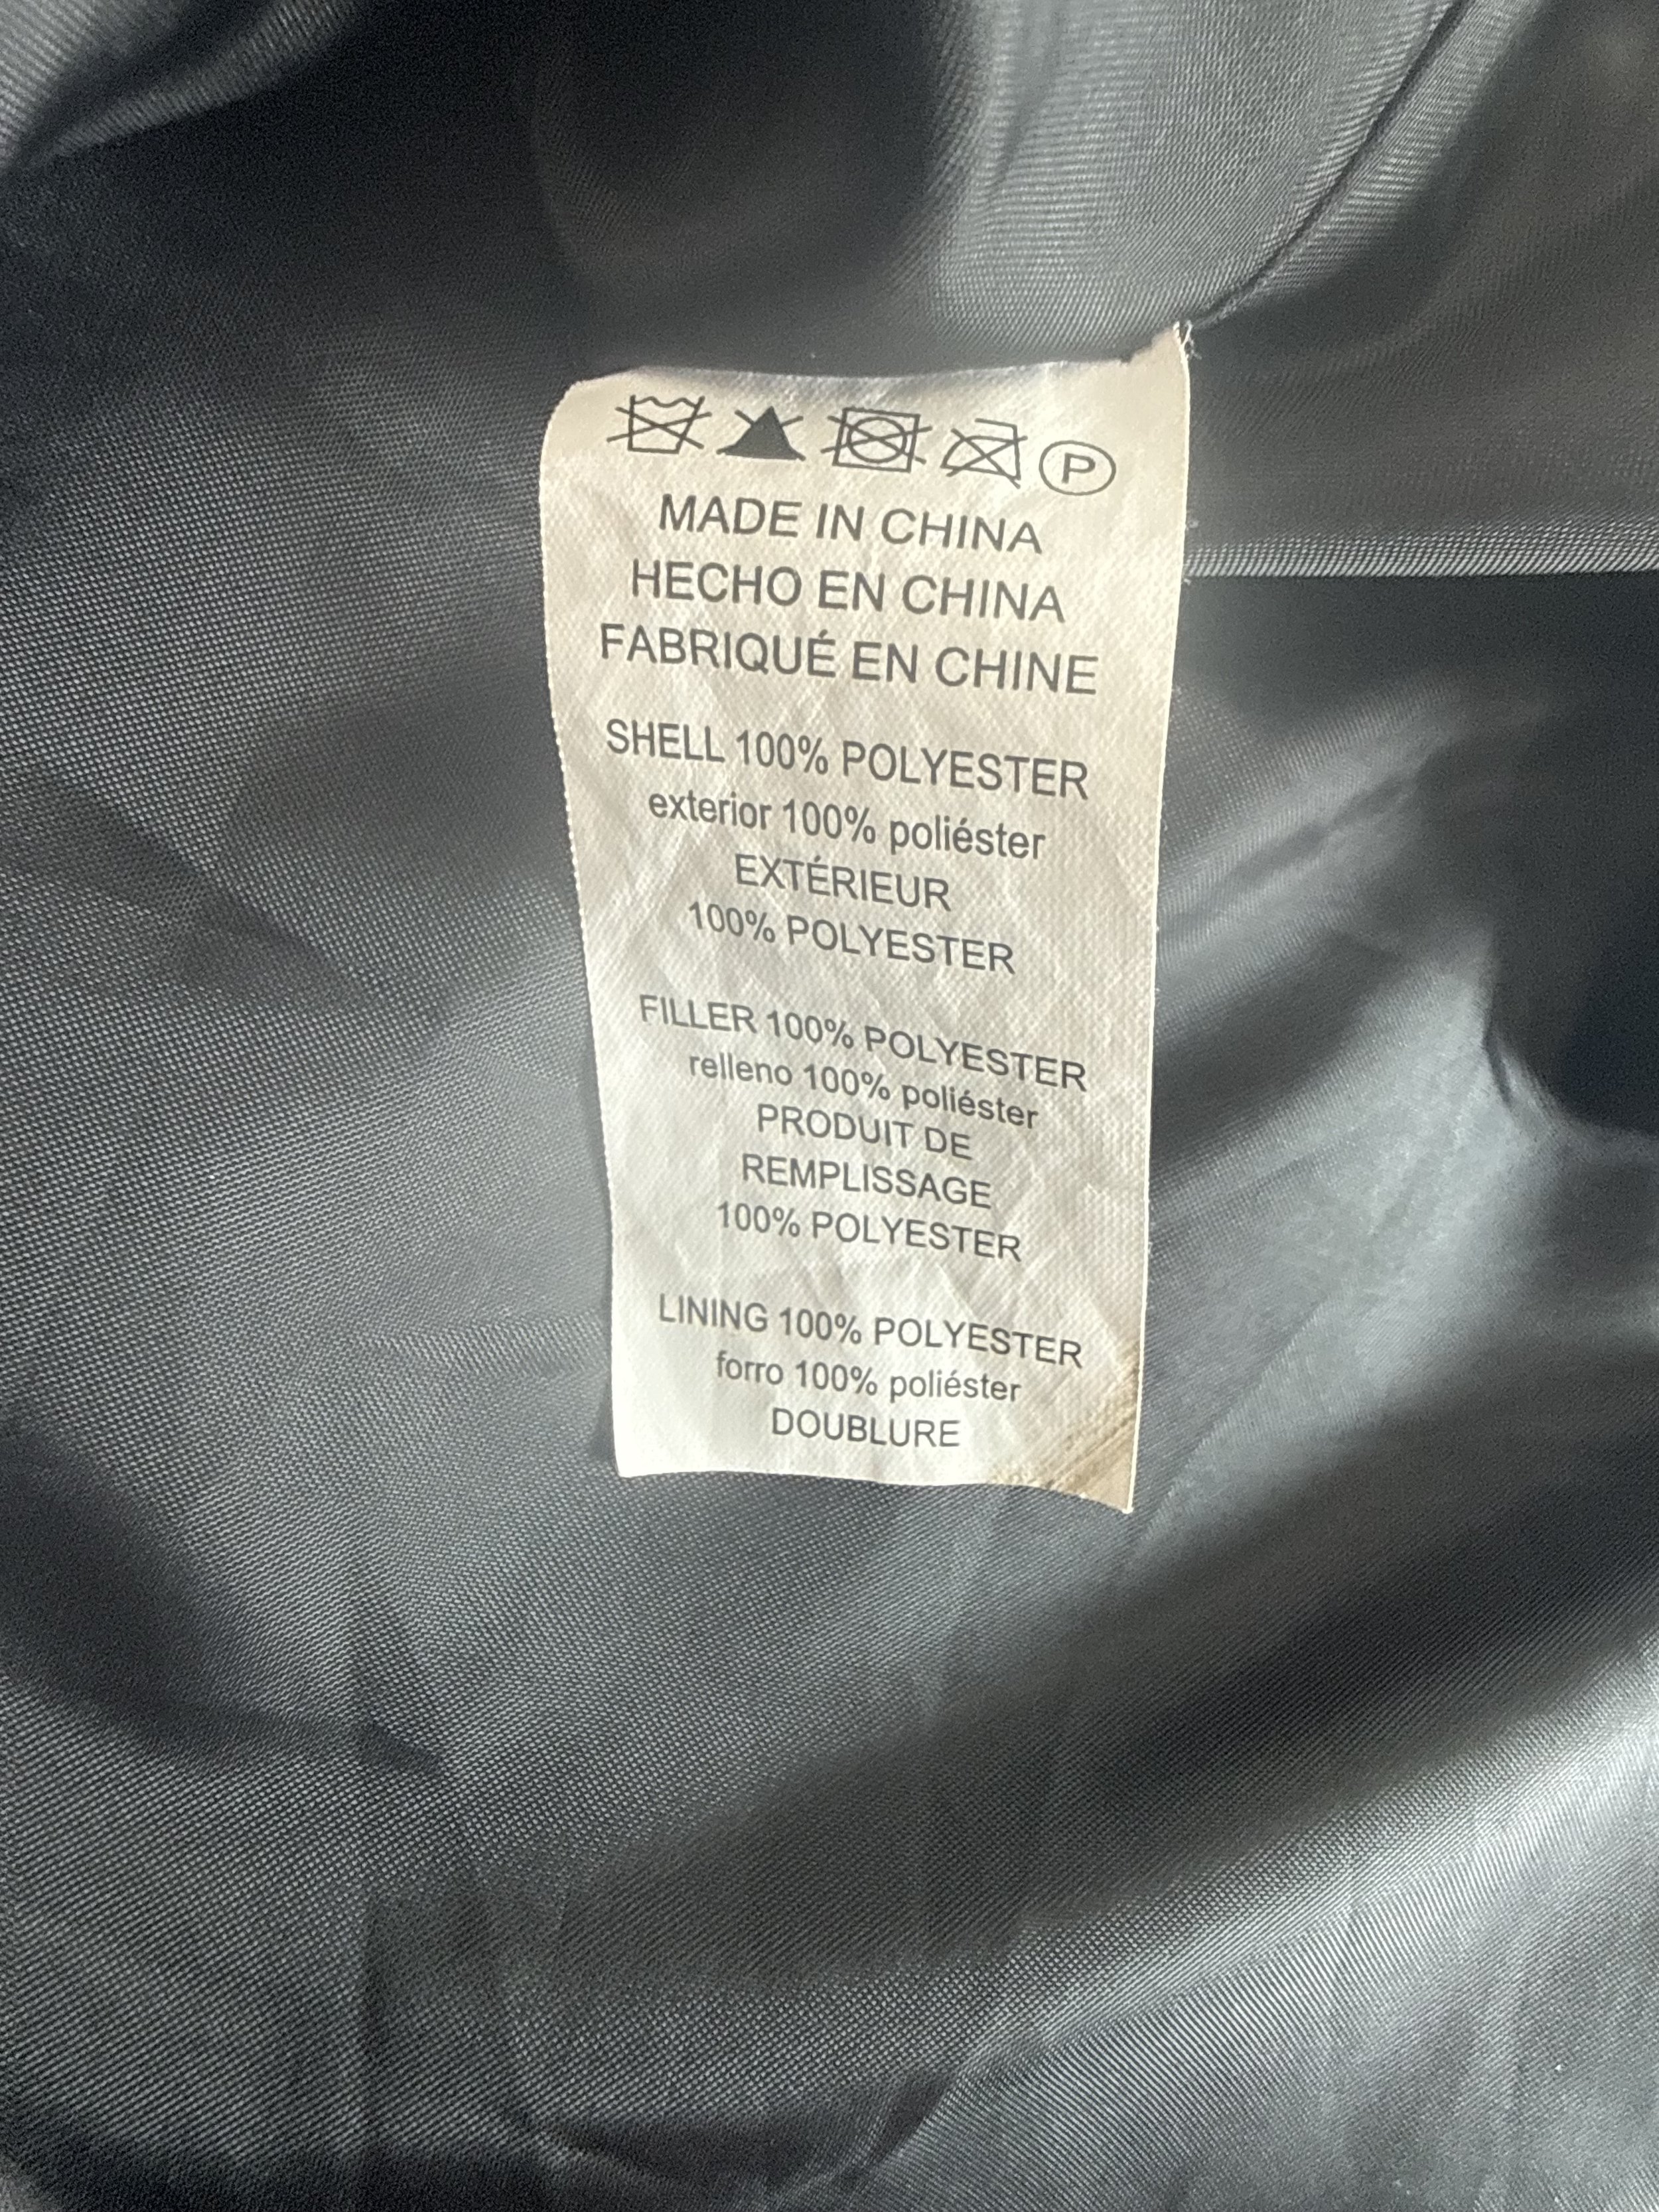 P
MADE IN CHINA
HECHO EN CHINA
FABRIQUÉ EN CHINE
SHELL 100% POLYESTER
exterior 100% poliéster
EXTÉRIEUR
100% POLYESTER
FILLER 100% POLYESTER
relleno 100% poliéster
PRODUIT DE
REMPLISSAGE
100% POLYESTER
LINING 100% POLYESTER
forro 100% poliéster
DOUBLURE